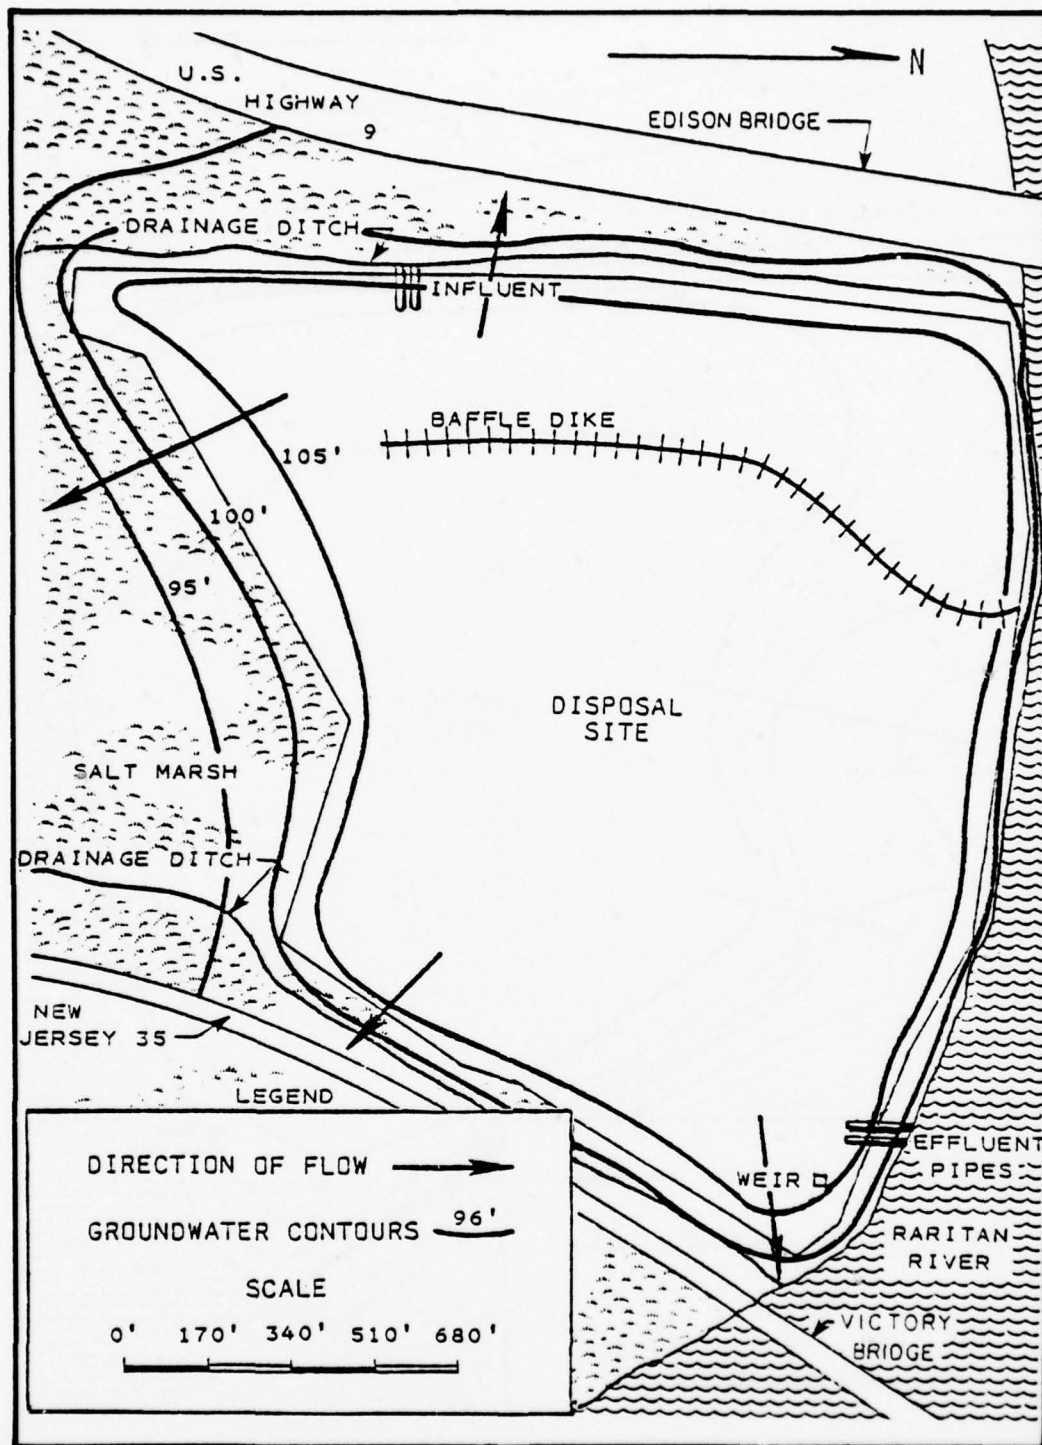 N
U.S.
HIGHWAY
9
EDISON BRIDGE
DRAINAGE DITCH
INFLUENT
BAFFLE DIKE
105'
100'
95'
DISPOSAL
SITE
SALT MARSH
DRAINAGE DITCH
NEW
JERSEY 35
WEIR
EFFLUENT
PIPES
RARITAN
RIVER
VICTORY
BRIDGE
LEGEND
DIRECTION OF FLOW
GROUNDWATER CONTOURS 96'
SCALE
0' 170' 340' 510' 680'